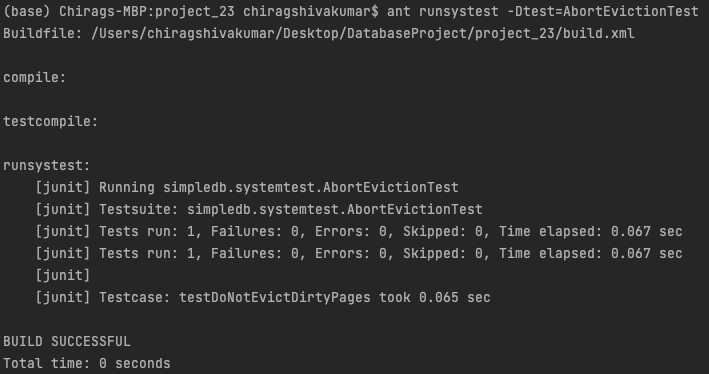 (base) Chirags-MBP:project_23 chiragshivakumar$ ant runsystest -Dtest=AbortEvictionTest
Buildfile: /Users/chiragshivakumar/Desktop/DatabaseProject/project_23/build.xml
compile:
testcompile:
runsystest:
[junit] Running simpledb.systemtest.AbortEvictionTest
[junit] Testsuite: simpledb.systemtest.AbortEvictionTest
[junit] Tests run: 1, Failures: 0, Errors: 0, Skipped: 0, Time elapsed: 0.067 sec
[junit] Tests run: 1, Failures: 0, Errors: 0, Skipped: 0, Time elapsed: 0.067 sec
[junit]
[junit] Testcase: testDoNotEvictDirtyPages took 0.065 sec
BUILD SUCCESSFUL
Total time: 0 seconds